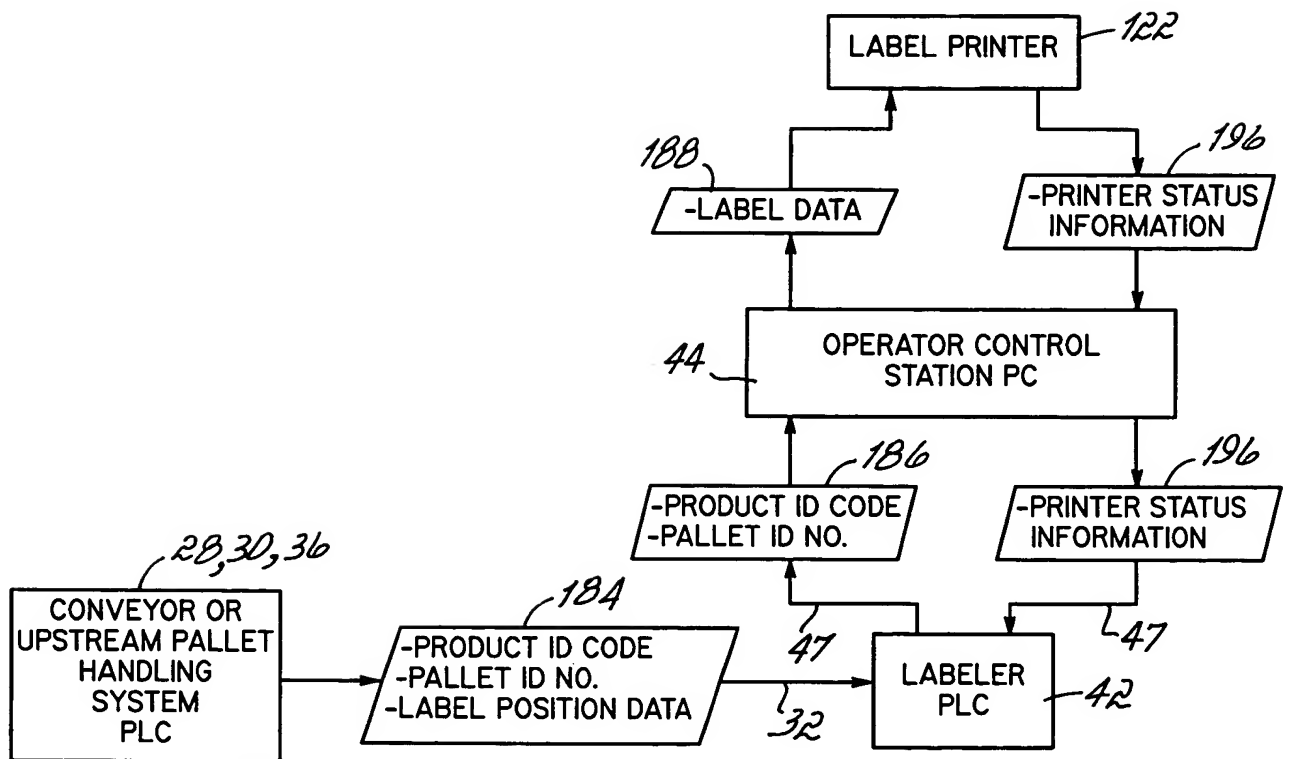 122
LABEL PRINTER
188
-LABEL DATA
196
-PRINTER STATUS
INFORMATION
44
OPERATOR CONTROL
STATION PC
186
-PRODUCT ID CODE
-PALLET ID NO.
196
-PRINTER STATUS
INFORMATION
28,30,36
CONVEYOR OR
UPSTREAM PALLET
HANDLING
SYSTEM
PLC
184
-PRODUCT ID CODE
-PALLET ID NO.
-LABEL POSITION DATA
32
47
47
LABELER
PLC
42